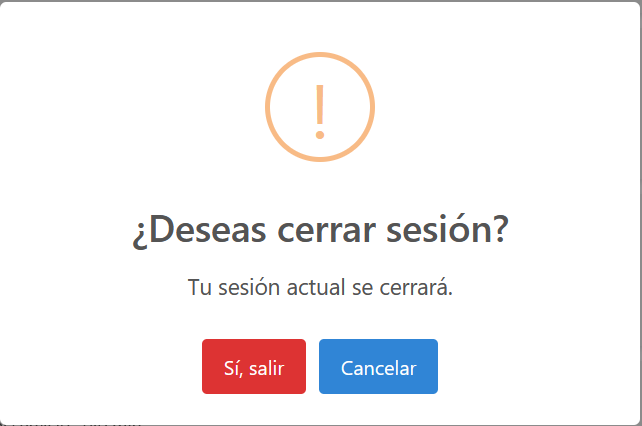 ¿Deseas cerrar sesión?
Tu sesión actual se cerrará.
Sí, salir
Cancelar